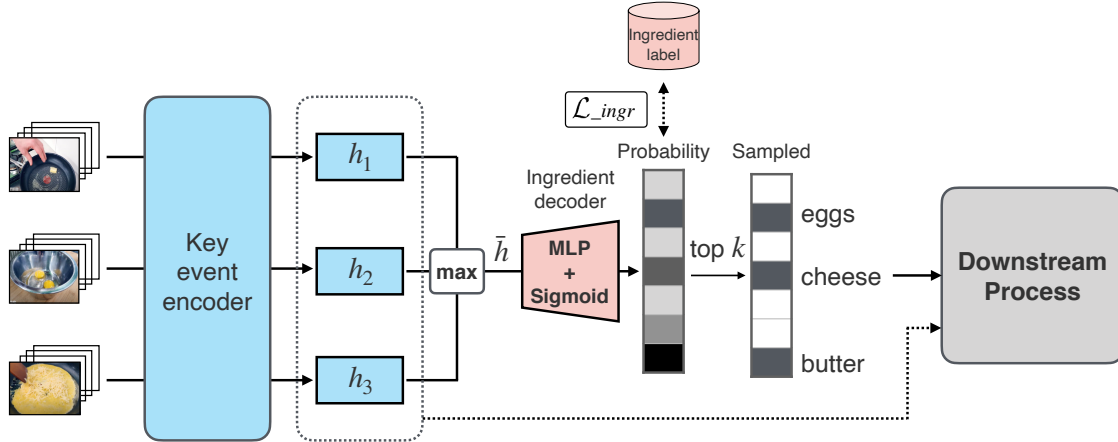 Ingredient
label
ℒ_ingr
Probability
Sampled
Ingredient
decoder
Key
event
encoder
h₁
h₂
h₃
max
h̄
MLP
+
Sigmoid
top k
eggs
cheese
butter
Downstream
Process